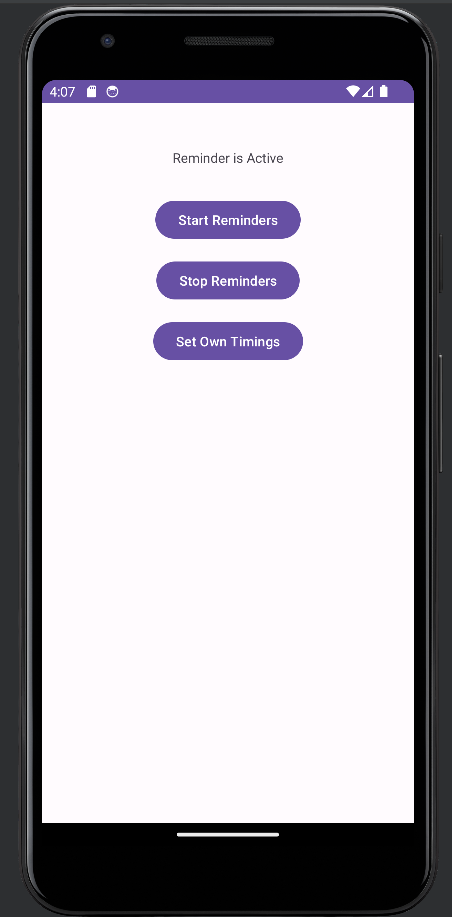 4:07
Reminder is Active
Start Reminders
Stop Reminders
Set Own Timings